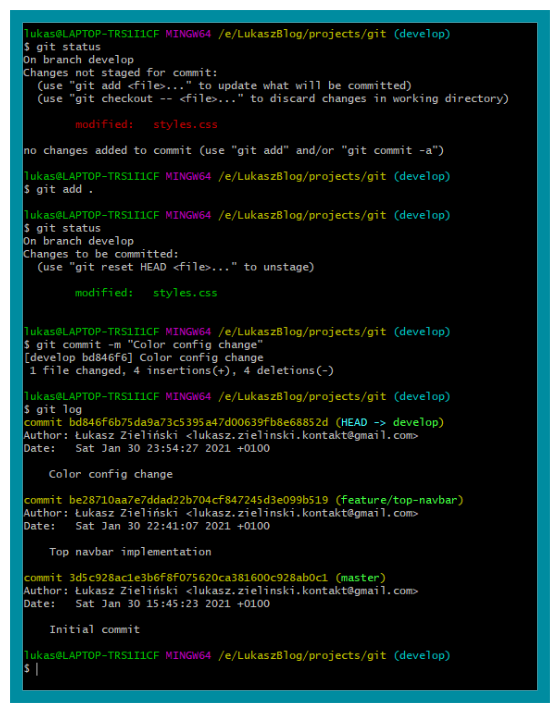 lukas@LAPTOP-TRS1I1CF MINGW64 /e/LukaszBlog/projects/git (develop)
$ git status
On branch develop
Changes not staged for commit:
  (use "git add <file>..." to update what will be committed)
  (use "git checkout -- <file>..." to discard changes in working directory)

        modified:   styles.css

no changes added to commit (use "git add" and/or "git commit -a")

lukas@LAPTOP-TRS1I1CF MINGW64 /e/LukaszBlog/projects/git (develop)
$ git add .

lukas@LAPTOP-TRS1I1CF MINGW64 /e/LukaszBlog/projects/git (develop)
$ git status
On branch develop
Changes to be committed:
  (use "git reset HEAD <file>..." to unstage)

        modified:   styles.css


lukas@LAPTOP-TRS1I1CF MINGW64 /e/LukaszBlog/projects/git (develop)
$ git commit -m "Color config change"
[develop bd846f6] Color config change
 1 file changed, 4 insertions(+), 4 deletions(-)

lukas@LAPTOP-TRS1I1CF MINGW64 /e/LukaszBlog/projects/git (develop)
$ git log
commit bd846f6b75da9a73c5395a47d00639fb8e68852d (HEAD -> develop)
Author: Łukasz Zieliński <lukasz.zielinski.kontakt@gmail.com>
Date:   Sat Jan 30 23:54:27 2021 +0100

    Color config change

commit be28710aa7e7ddad22b704cf847245d3e099b519 (feature/top-navbar)
Author: Łukasz Zieliński <lukasz.zielinski.kontakt@gmail.com>
Date:   Sat Jan 30 22:41:07 2021 +0100

    Top navbar implementation

commit 3d5c928ac1e3b6f8f075620ca381600c928ab0c1 (master)
Author: Łukasz Zieliński <lukasz.zielinski.kontakt@gmail.com>
Date:   Sat Jan 30 15:45:23 2021 +0100

    Initial commit

lukas@LAPTOP-TRS1I1CF MINGW64 /e/LukaszBlog/projects/git (develop)
$